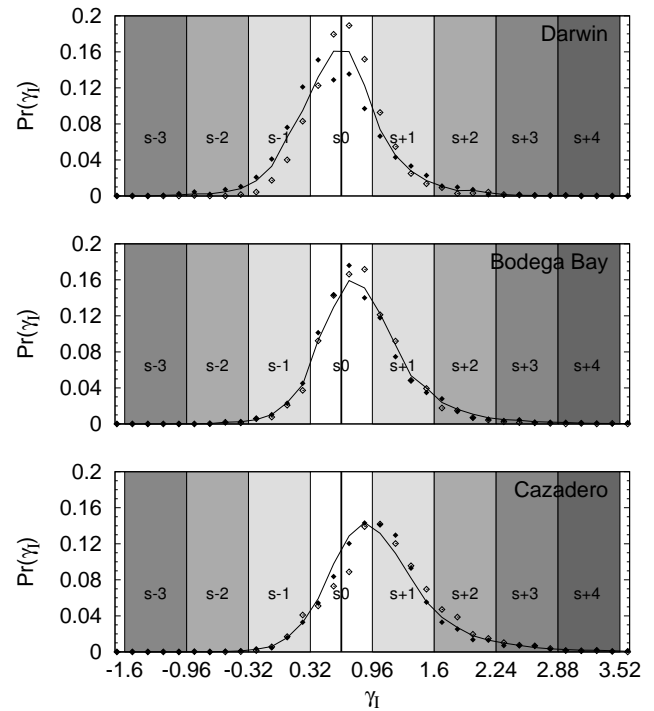 0.2
0.16
0.12
0.08
0.04
0
Pr(γI)
Darwin
s-3 s-2 s-1 s0 s+1 s+2 s+3 s+4
0.2
0.16
0.12
0.08
0.04
0
Pr(γI)
Bodega Bay
s-3 s-2 s-1 s0 s+1 s+2 s+3 s+4
0.2
0.16
0.12
0.08
0.04
0
Pr(γI)
Cazadero
s-3 s-2 s-1 s0 s+1 s+2 s+3 s+4
-1.6 -0.96 -0.32 0.32 0.96 1.6 2.24 2.88 3.52
γI